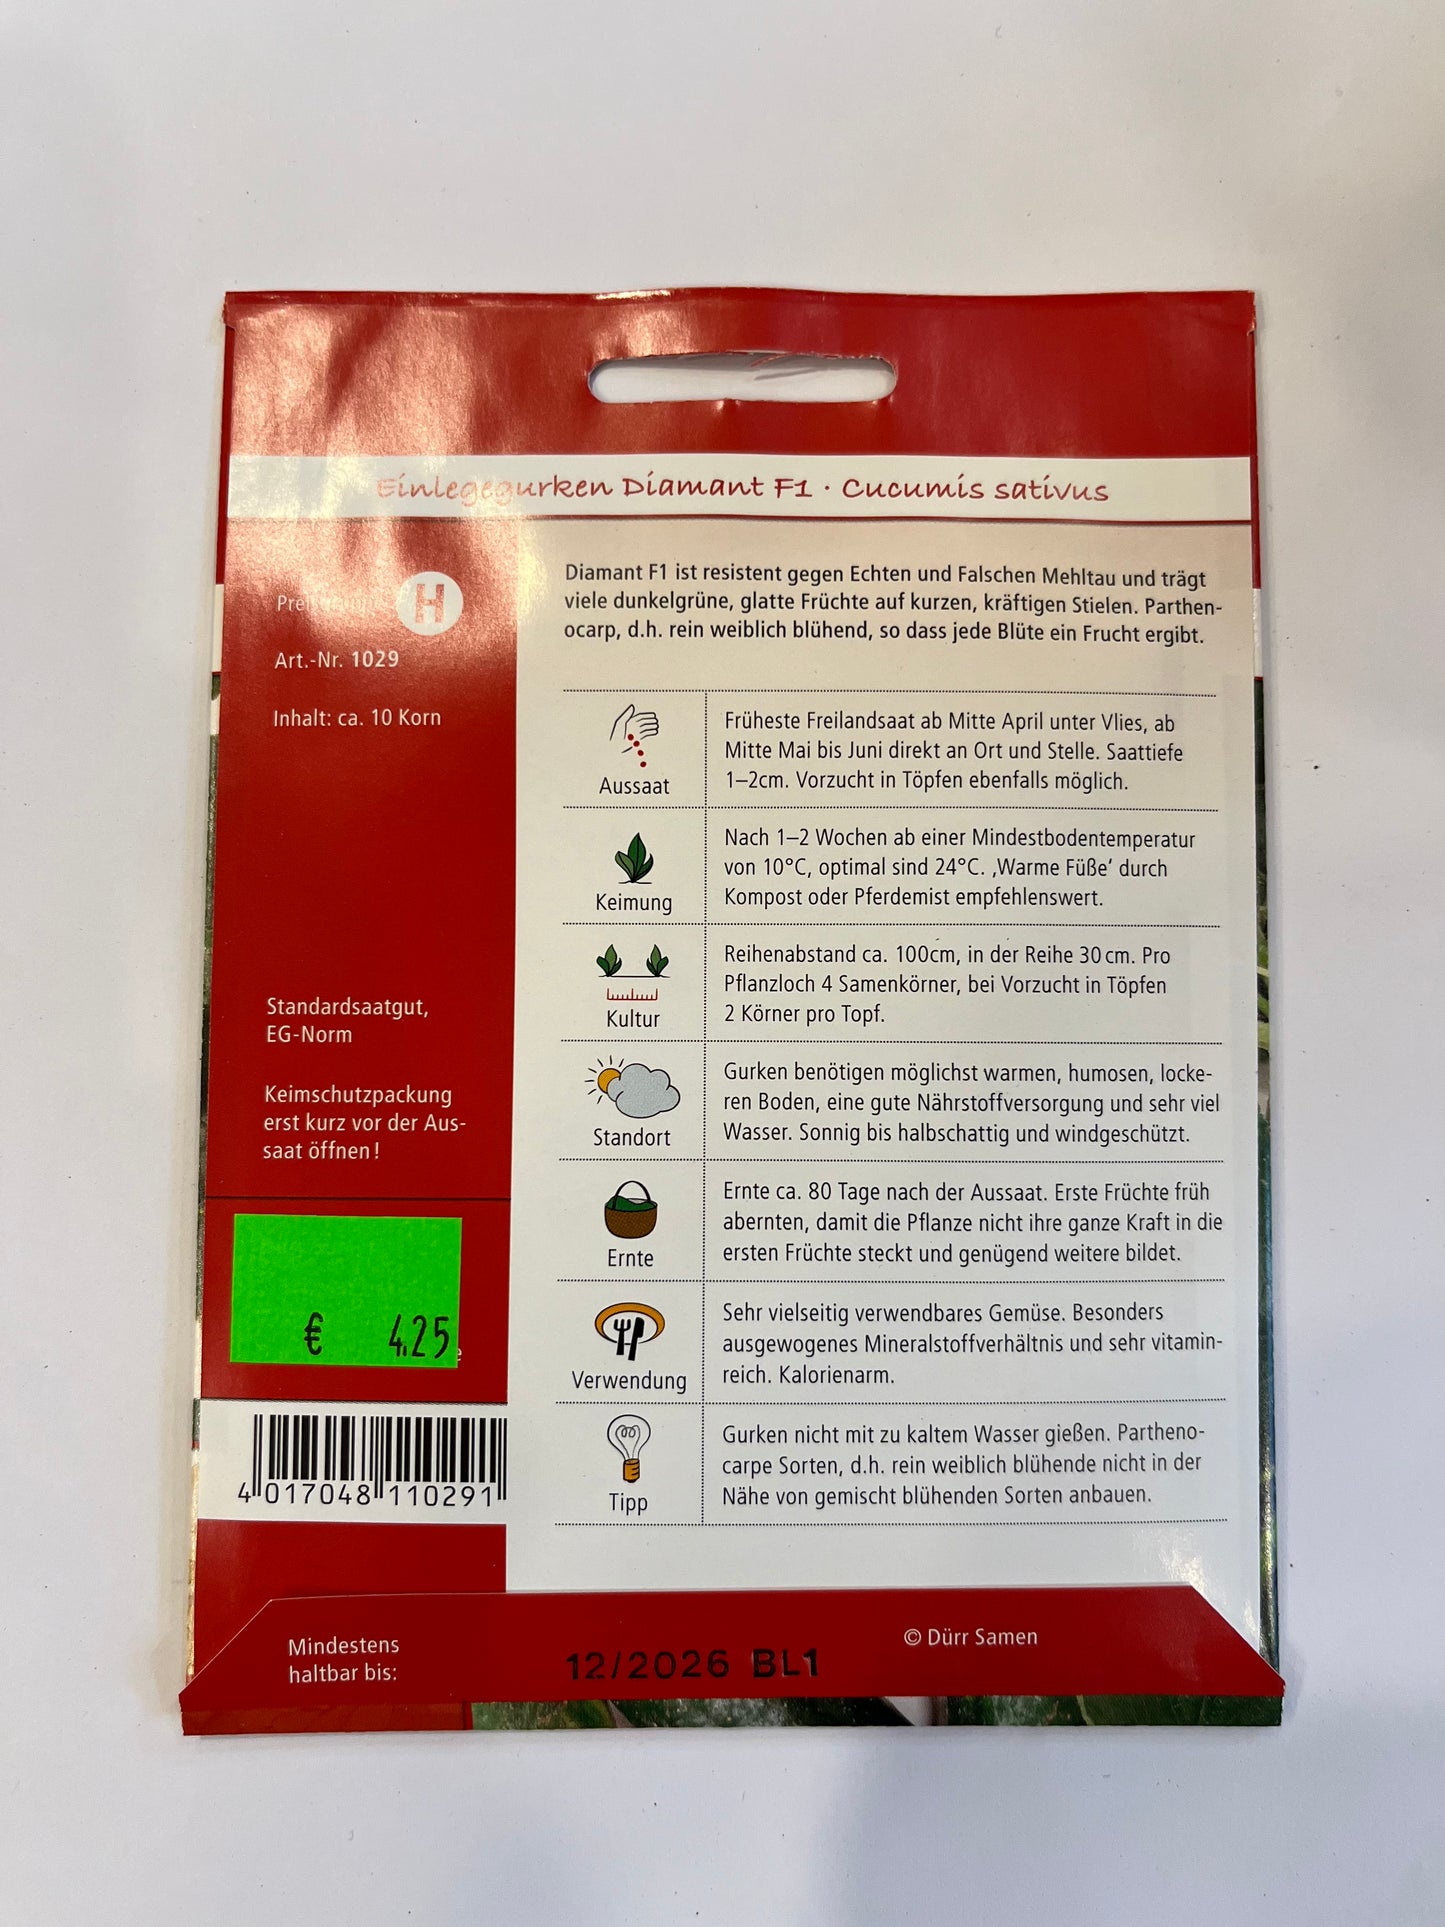 Einlegegurken Diamant F1 · Cucumis sativus
Preisgruppe H
Art.-Nr. 1029
Inhalt: ca. 10 Korn
Standardsaatgut,
EG-Norm
Keimschutzpackung
erst kurz vor der Aus-
saat öffnen!
€ 4,25
4 017048 110291
Diamant F1 ist resistent gegen Echten und Falschen Mehltau und trägt
viele dunkelgrüne, glatte Früchte auf kurzen, kräftigen Stielen. Parthen-
ocarp, d.h. rein weiblich blühend, so dass jede Blüte ein Frucht ergibt.
Aussaat
Früheste Freilandsaat ab Mitte April unter Vlies, ab
Mitte Mai bis Juni direkt an Ort und Stelle. Saattiefe
1–2cm. Vorzucht in Töpfen ebenfalls möglich.
Keimung
Nach 1–2 Wochen ab einer Mindestbodentemperatur
von 10°C, optimal sind 24°C. ‚Warme Füße‘ durch
Kompost oder Pferdemist empfehlenswert.
Kultur
Reihenabstand ca. 100cm, in der Reihe 30 cm. Pro
Pflanzloch 4 Samenkörner, bei Vorzucht in Töpfen
2 Körner pro Topf.
Standort
Gurken benötigen möglichst warmen, humosen, locke-
ren Boden, eine gute Nährstoffversorgung und sehr viel
Wasser. Sonnig bis halbschattig und windgeschützt.
Ernte
Ernte ca. 80 Tage nach der Aussaat. Erste Früchte früh
abernten, damit die Pflanze nicht ihre ganze Kraft in die
ersten Früchte steckt und genügend weitere bildet.
Verwendung
Sehr vielseitig verwendbares Gemüse. Besonders
ausgewogenes Mineralstoffverhältnis und sehr vitamin-
reich. Kalorienarm.
Tipp
Gurken nicht mit zu kaltem Wasser gießen. Partheno-
carpe Sorten, d.h. rein weiblich blühende nicht in der
Nähe von gemischt blühenden Sorten anbauen.
Mindestens
haltbar bis:
12/2026 BL1
© Dürr Samen